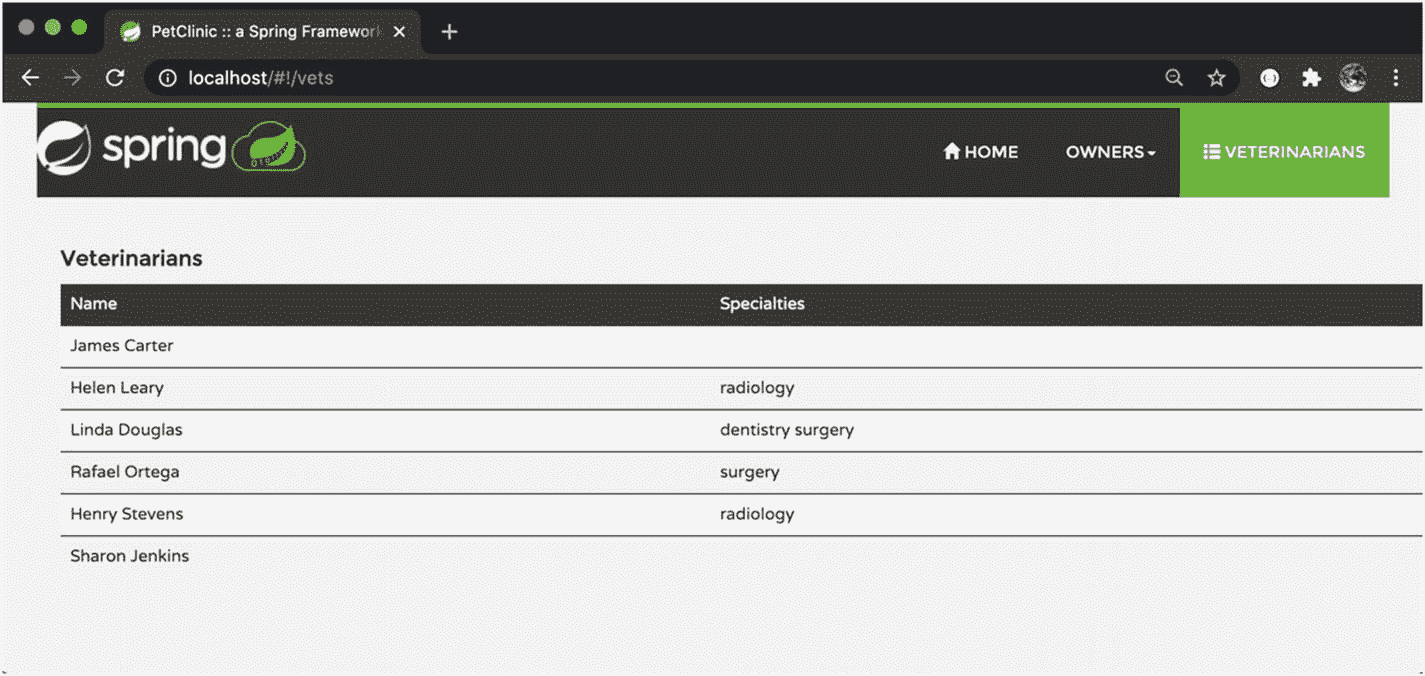 PetClinic :: a Spring Framework
localhost/#!/vets
spring
HOME OWNERS VETERINARIANS
Veterinarians
Name Specialties
James Carter
Helen Leary radiology
Linda Douglas dentistry surgery
Rafael Ortega surgery
Henry Stevens radiology
Sharon Jenkins